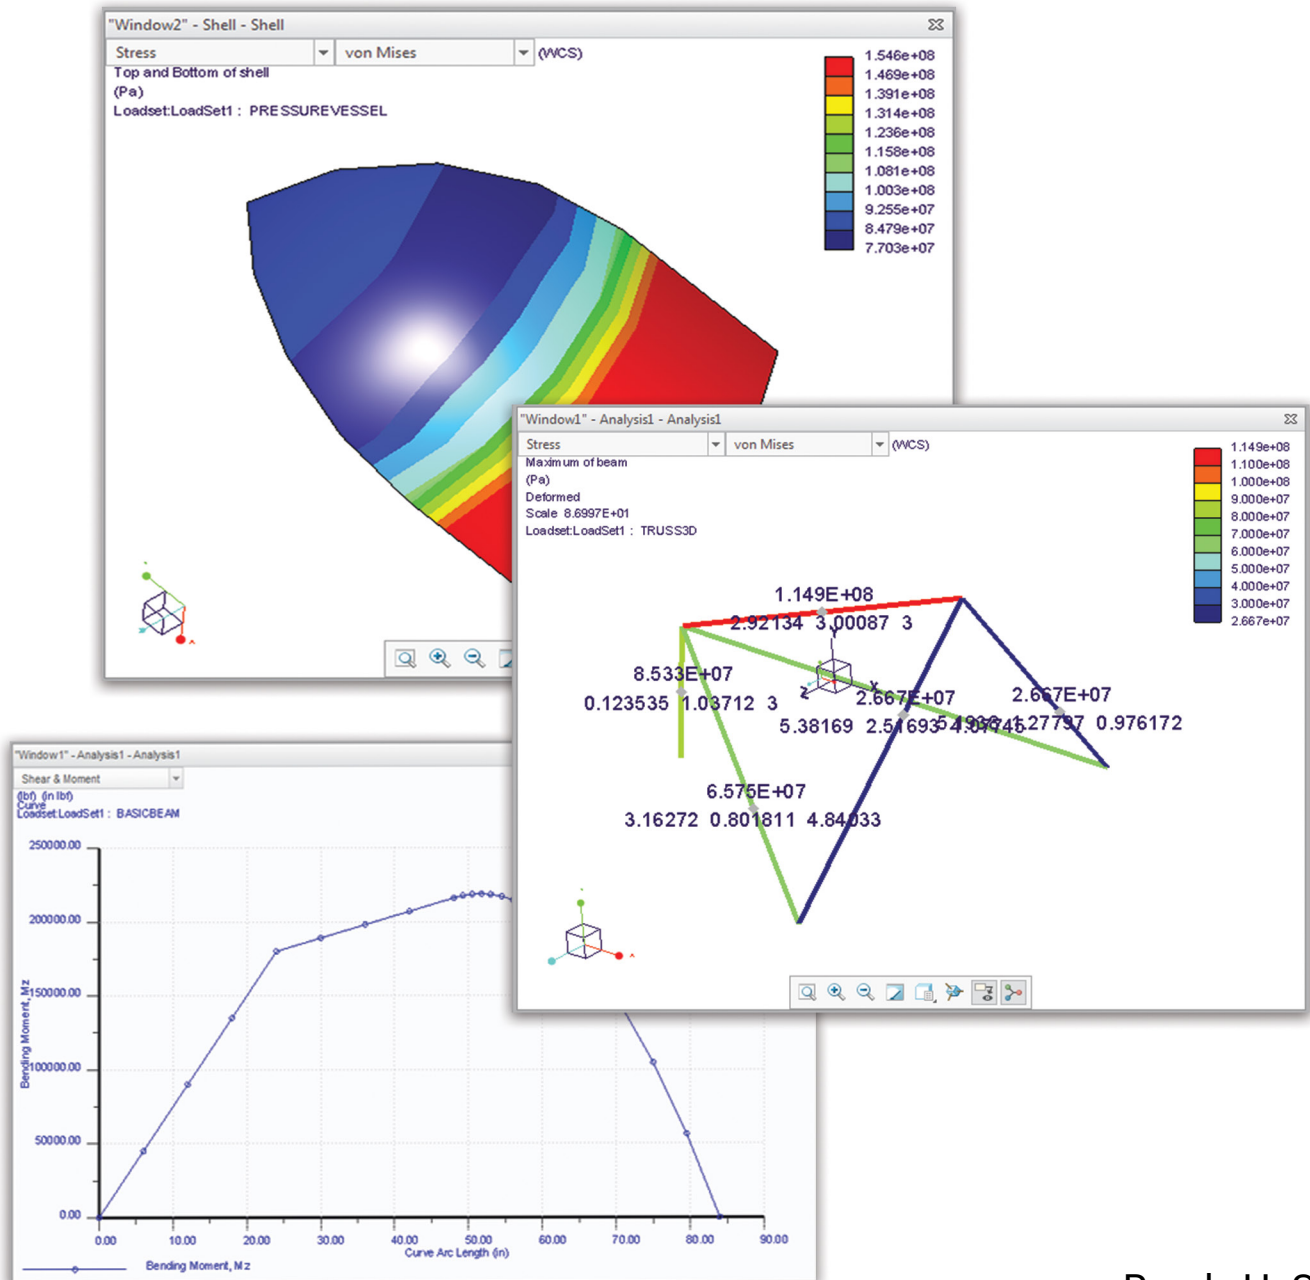 "Window2" - Shell - Shell
Stress
von Mises
(WCS)
Top and Bottom of shell
(Pa)
Loadset:LoadSet1 : PRESSUREVESSEL
1.546e+08
1.469e+08
1.391e+08
1.314e+08
1.236e+08
1.158e+08
1.081e+08
1.003e+08
9.255e+07
8.479e+07
7.703e+07
"Window1" - Analysis1 - Analysis1
Stress
von Mises
(WCS)
Maximum of beam
(Pa)
Deformed
Scale 8.6997E+01
Loadset:LoadSet1 : TRUSS3D
1.149e+08
1.100e+08
1.000e+08
9.000e+07
8.000e+07
7.000e+07
6.000e+07
5.000e+07
4.000e+07
3.000e+07
2.667e+07
1.149E+08
2.92134 3.00087 3
Y
X
Z
8.533E+07
0.123535 1.03712 3
2.667E+07
5.38169 2.51693
2.667E+07
1.27797 0.976172
6.575E+07
3.16272 0.801811 4.84033
"Window1" - Analysis1 - Analysis1
Shear & Moment
(lbf) (in lbf)
Curve
Loadset:LoadSet1 : BASICBEAM
250000.00
200000.00
150000.00
100000.00
50000.00
0.00
Bending Moment, Mz
0.00 10.00 20.00 30.00 40.00 50.00 60.00 70.00 80.00 90.00
Curve Arc Length (in)
Bending Moment, Mz